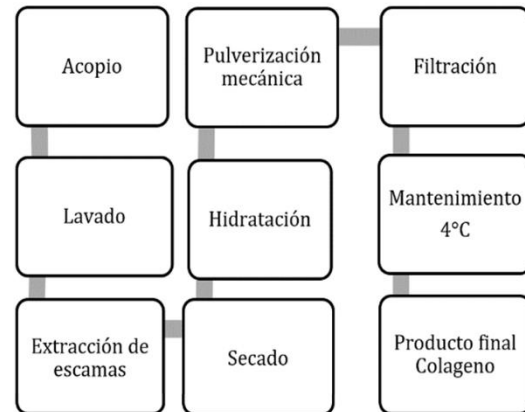 Acopio
Lavado
Extracción de
escamas
Secado
Hidratación
Pulverización
mecánica
Filtración
Mantenimiento
4°C
Producto final
Colageno